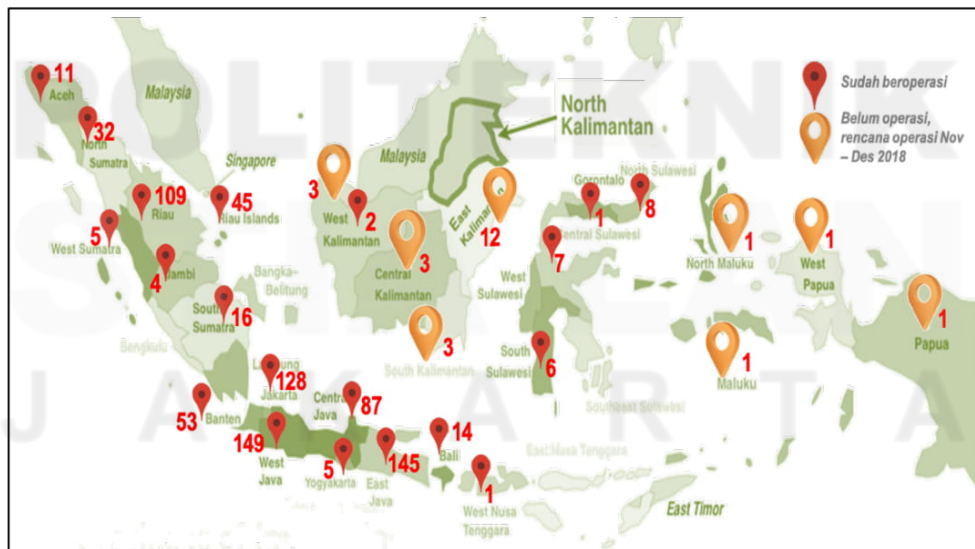 POLITEKNIK
STIALAN
JAKARTA
Sudah beroperasi
Belum operasi,
rencana operasi Nov
– Des 2018
11
Aceh
Malaysia
32
North
Sumatra
Singapore
109
Riau
45
Riau Islands
5
West Sumatra
4
Jambi
Bangka–
Belitung
South
Sumatra
16
Bengkulu
Lampung
128
Jakarta
53
Banten
149
West
Java
Central
Java
87
5
Yogyakarta
145
East
Java
14
Bali
1
West Nusa
Tenggara
East Nusa Tenggara
East Timor
North
Kalimantan
Malaysia
3
West
Kalimantan
2
East
Kalimantan
12
3
Central
Kalimantan
3
South Kalimantan
Gorontalo
1
North Sulawesi
8
Central Sulawesi
7
West
Sulawesi
South
Sulawesi
6
Southeast Sulawesi
1
North Maluku
1
West
Papua
1
Maluku
1
Papua